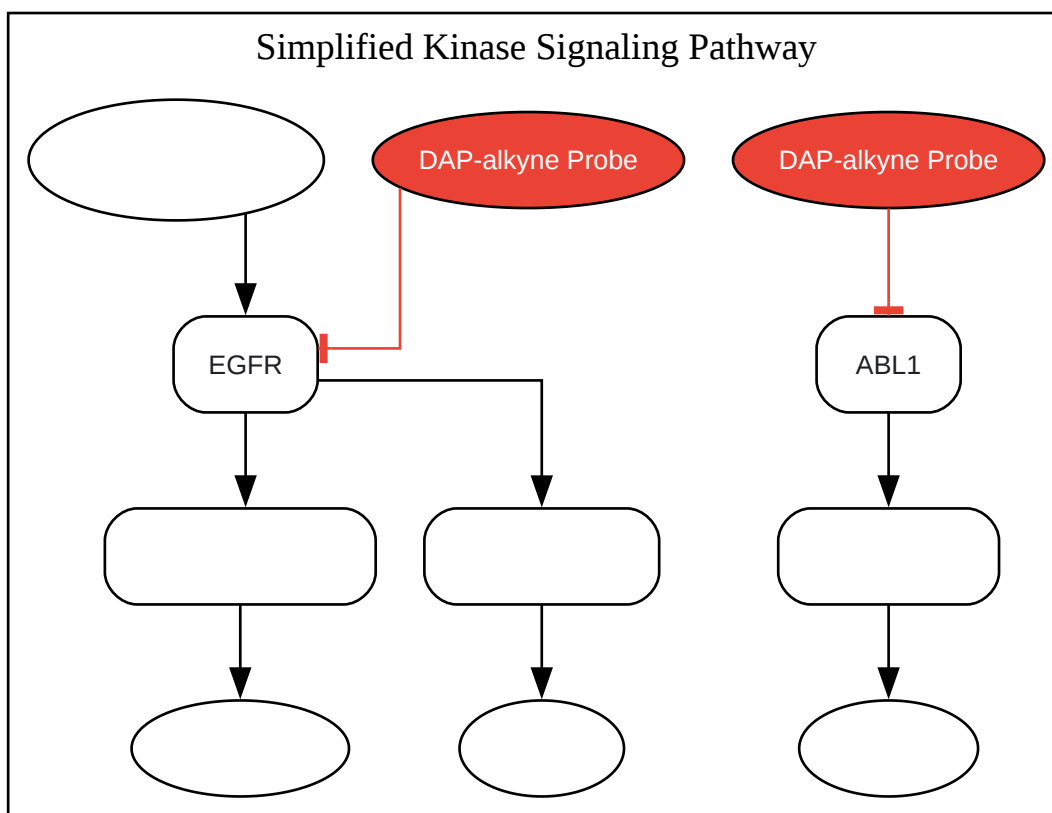 Simplified Kinase Signaling Pathway
DAP-alkyne Probe
DAP-alkyne Probe
EGFR
ABL1